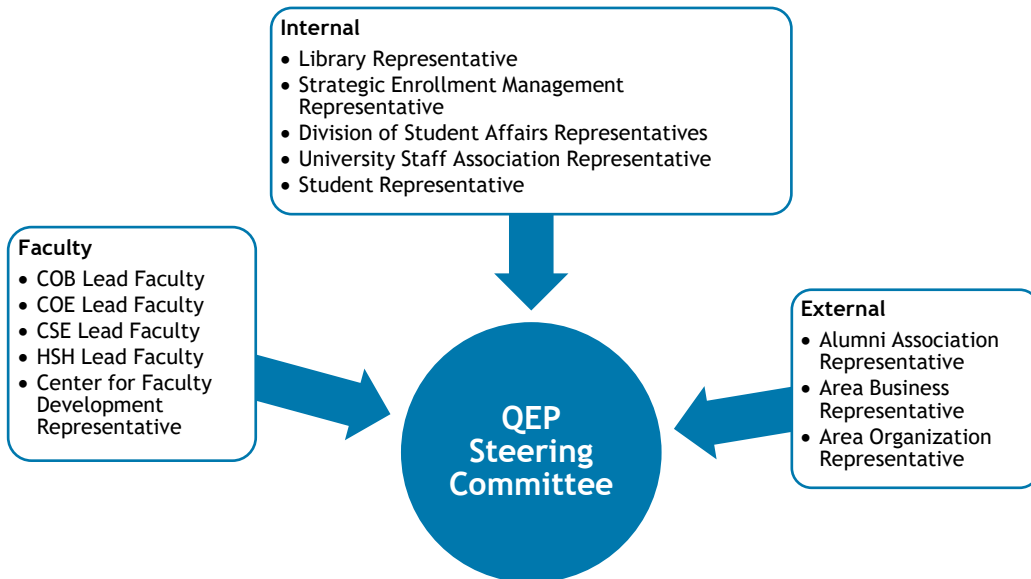 Internal
• Library Representative
• Strategic Enrollment Management
Representative
• Division of Student Affairs Representatives
• University Staff Association Representative
• Student Representative
Faculty
• COB Lead Faculty
• COE Lead Faculty
• CSE Lead Faculty
• HSH Lead Faculty
• Center for Faculty
Development
Representative
External
• Alumni Association
Representative
• Area Business
Representative
• Area Organization
Representative
QEP
Steering
Committee